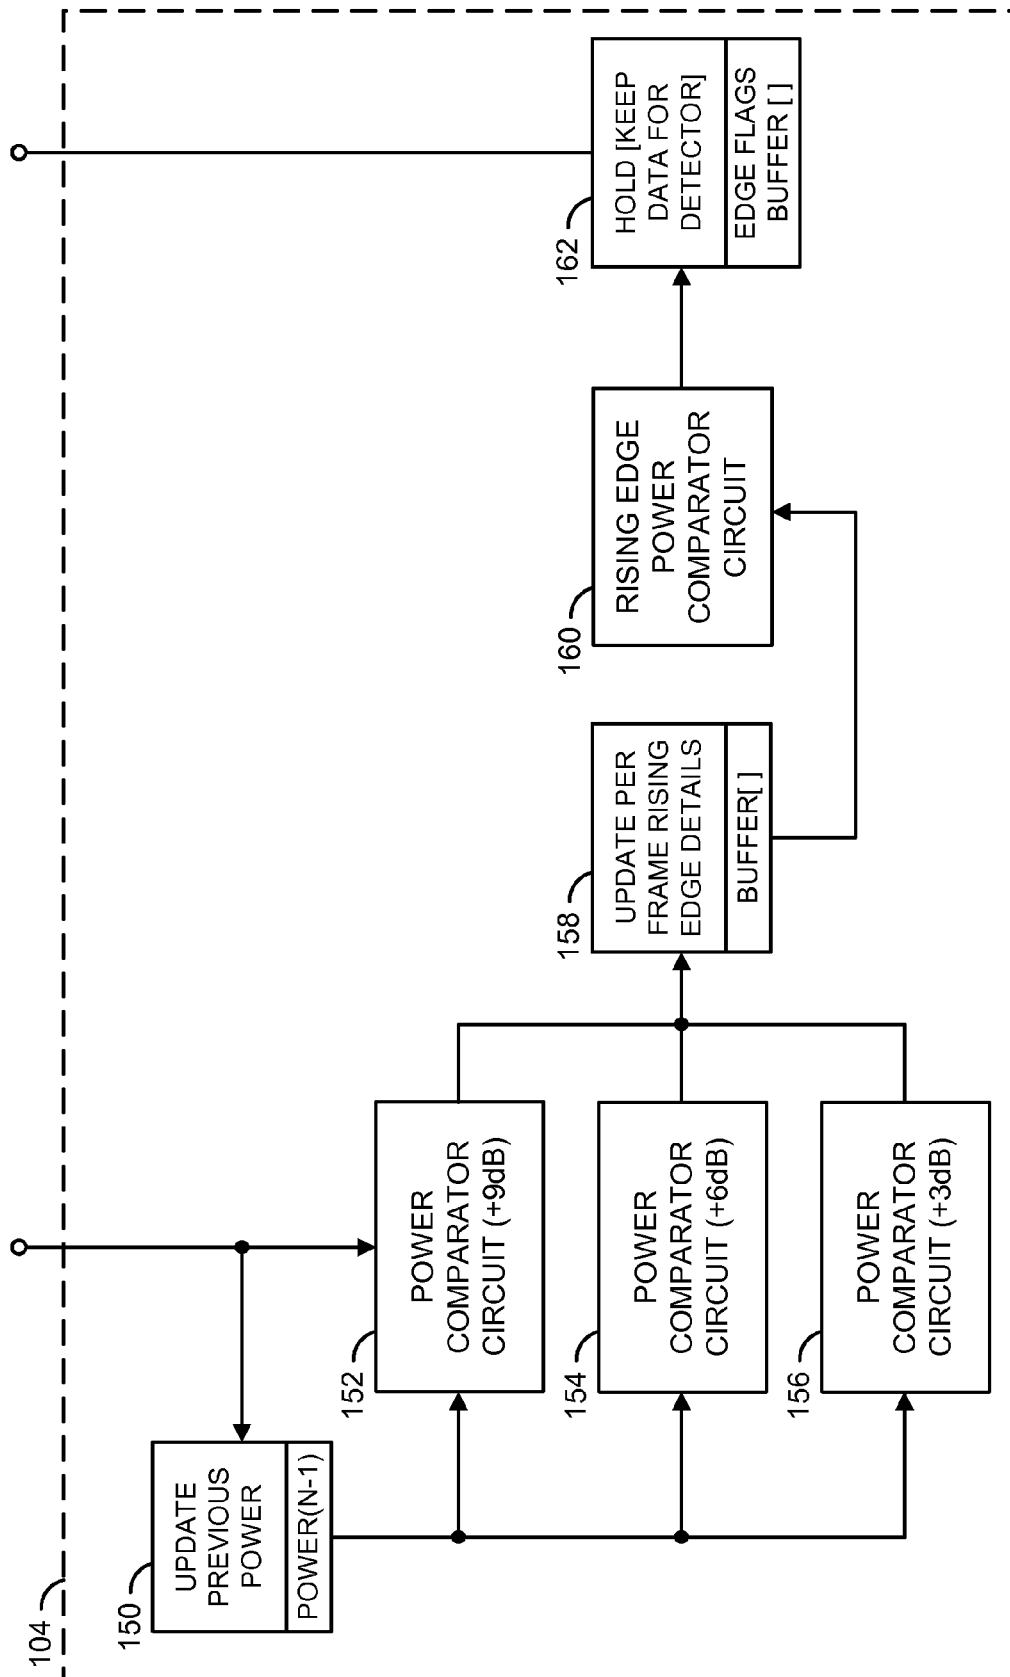 104
150
UPDATE
PREVIOUS
POWER
POWER(N-1)
152
POWER
COMPARATOR
CIRCUIT (+9dB)
154
POWER
COMPARATOR
CIRCUIT (+6dB)
156
POWER
COMPARATOR
CIRCUIT (+3dB)
158
UPDATE PER
FRAME RISING
EDGE DETAILS
BUFFER[ ]
160
RISING EDGE
POWER
COMPARATOR
CIRCUIT
162
HOLD [KEEP
DATA FOR
DETECTOR]
EDGE FLAGS
BUFFER [ ]